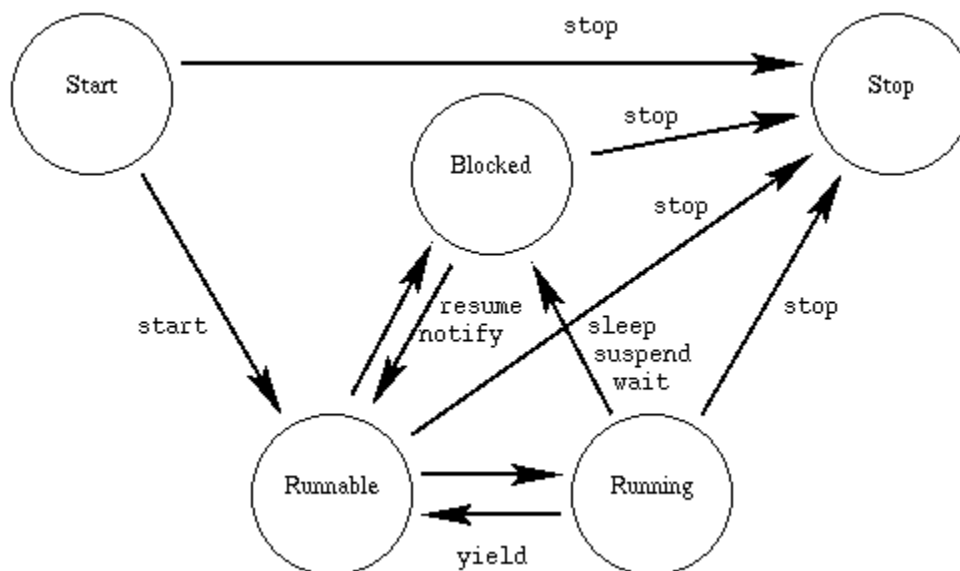 stop
Start
Stop
stop
Blocked
stop
resume
notify
start
sleep
suspend
wait
stop
Runnable
Running
yield